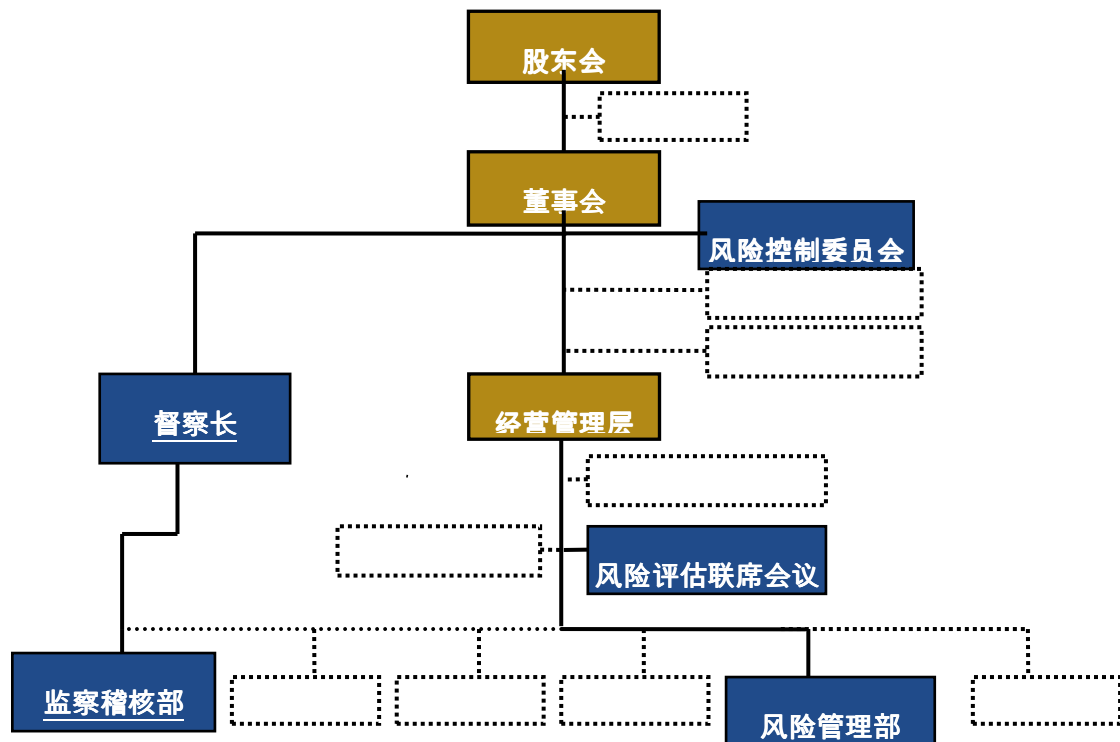 股东会
董事会
风险控制委员会
督察长
经营管理层
风险评估联席会议
监察稽核部
风险管理部